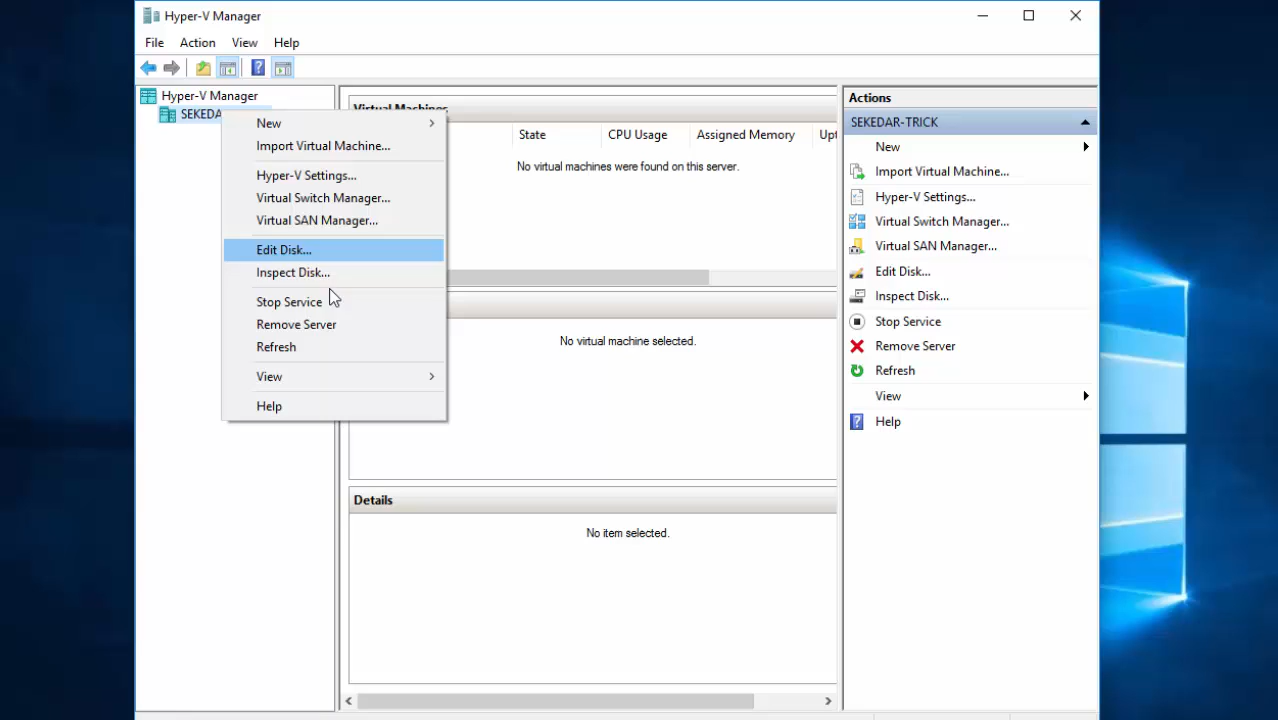 Hyper-V Manager
File Action View Help
Hyper-V Manager
SEKEDA
New
Import Virtual Machine...
Hyper-V Settings...
Virtual Switch Manager...
Virtual SAN Manager...
Edit Disk...
Inspect Disk...
Stop Service
Remove Server
Refresh
View
Help
Virtual Machines
State CPU Usage Assigned Memory Upt
No virtual machines were found on this server.
No virtual machine selected.
Details
No item selected.
Actions
SEKEDAR-TRICK
New
Import Virtual Machine...
Hyper-V Settings...
Virtual Switch Manager...
Virtual SAN Manager...
Edit Disk...
Inspect Disk...
Stop Service
Remove Server
Refresh
View
Help